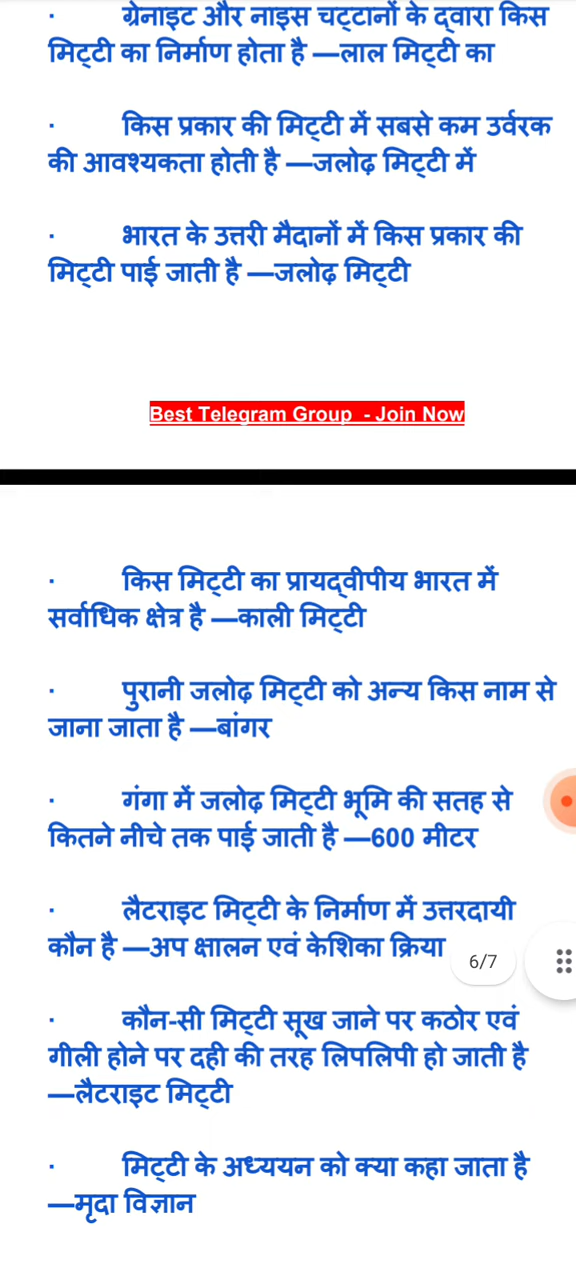 · ग्रेनाइट और नाइस चट्टानों के द्वारा किस
मिट्टी का निर्माण होता है —लाल मिट्टी का
· किस प्रकार की मिट्टी में सबसे कम उर्वरक
की आवश्यकता होती है —जलोढ़ मिट्टी में
· भारत के उत्तरी मैदानों में किस प्रकार की
मिट्टी पाई जाती है —जलोढ़ मिट्टी
Best Telegram Group - Join Now
· किस मिट्टी का प्रायद्वीपीय भारत में
सर्वाधिक क्षेत्र है —काली मिट्टी
· पुरानी जलोढ़ मिट्टी को अन्य किस नाम से
जाना जाता है —बांगर
· गंगा में जलोढ़ मिट्टी भूमि की सतह से
कितने नीचे तक पाई जाती है —600 मीटर
· लैटराइट मिट्टी के निर्माण में उत्तरदायी
कौन है —अप क्षालन एवं केशिका क्रिया
6/7
· कौन-सी मिट्टी सूख जाने पर कठोर एवं
गीली होने पर दही की तरह लिपलिपी हो जाती है
—लैटराइट मिट्टी
· मिट्टी के अध्ययन को क्या कहा जाता है
—मृदा विज्ञान